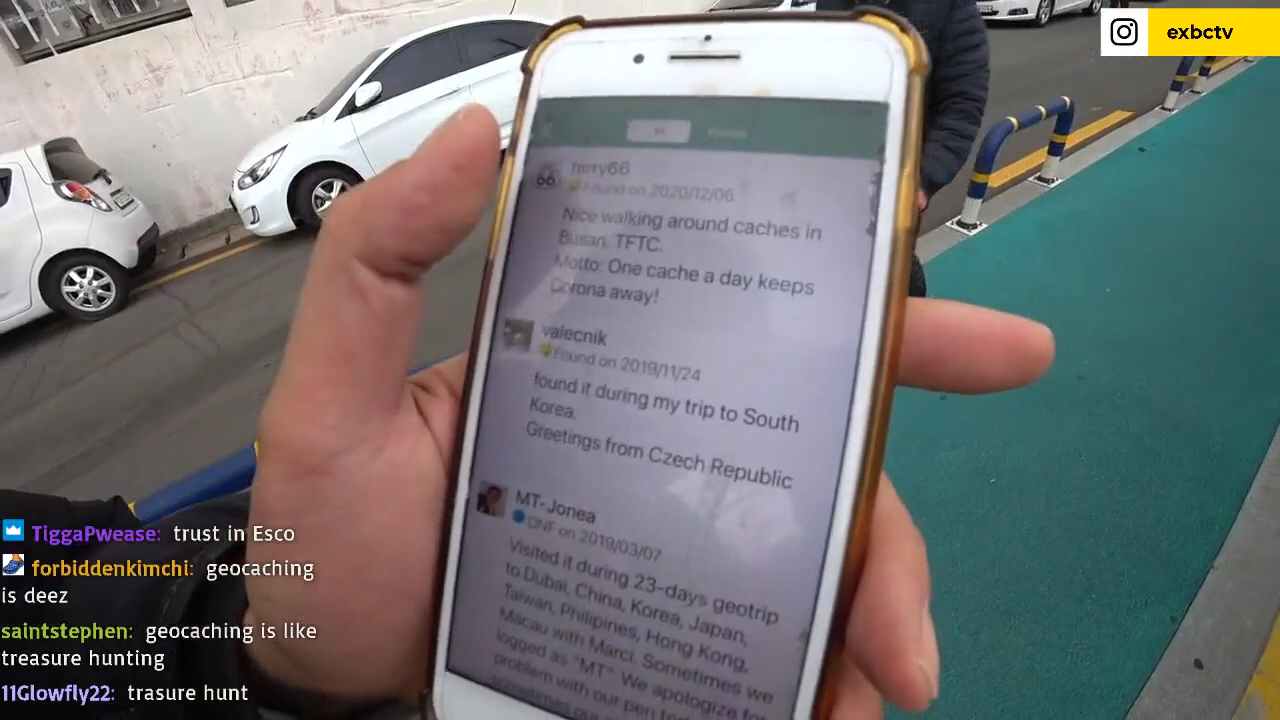 exbctv
ferry66
Found on 2020/12/06
Nice walking around caches in
Busan. TFTC.
Motto: One cache a day keeps
Corona away!
valecnik
Found on 2019/11/24
found it during my trip to South
Korea.
Greetings from Czech Republic
MT-Jonea
DNF on 2019/03/07
Visited it during 23-days geotrip
to Dubai, China, Korea, Japan,
Taiwan, Philipines, Hong Kong,
Macau with Marci. Sometimes we
logged as "MT". We apologize for
problem with our pen
TiggaPwease: trust in Esco
forbiddenkimchi: geocaching
is deez
saintstephen: geocaching is like
treasure hunting
11Glowfly22: trasure hunt